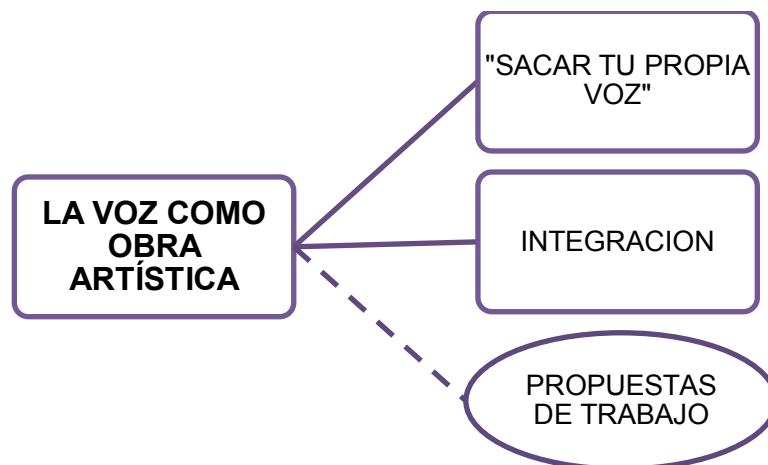 "SACAR TU PROPIA
VOZ"
LA VOZ COMO
OBRA
ARTÍSTICA
INTEGRACION
PROPUESTAS
DE TRABAJO